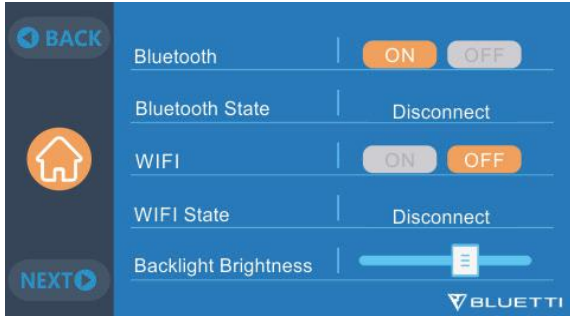 BACK
Bluetooth ON OFF
Bluetooth State Disconnect
WIFI ON OFF
WIFI State Disconnect
Backlight Brightness
NEXT
BLUETTI